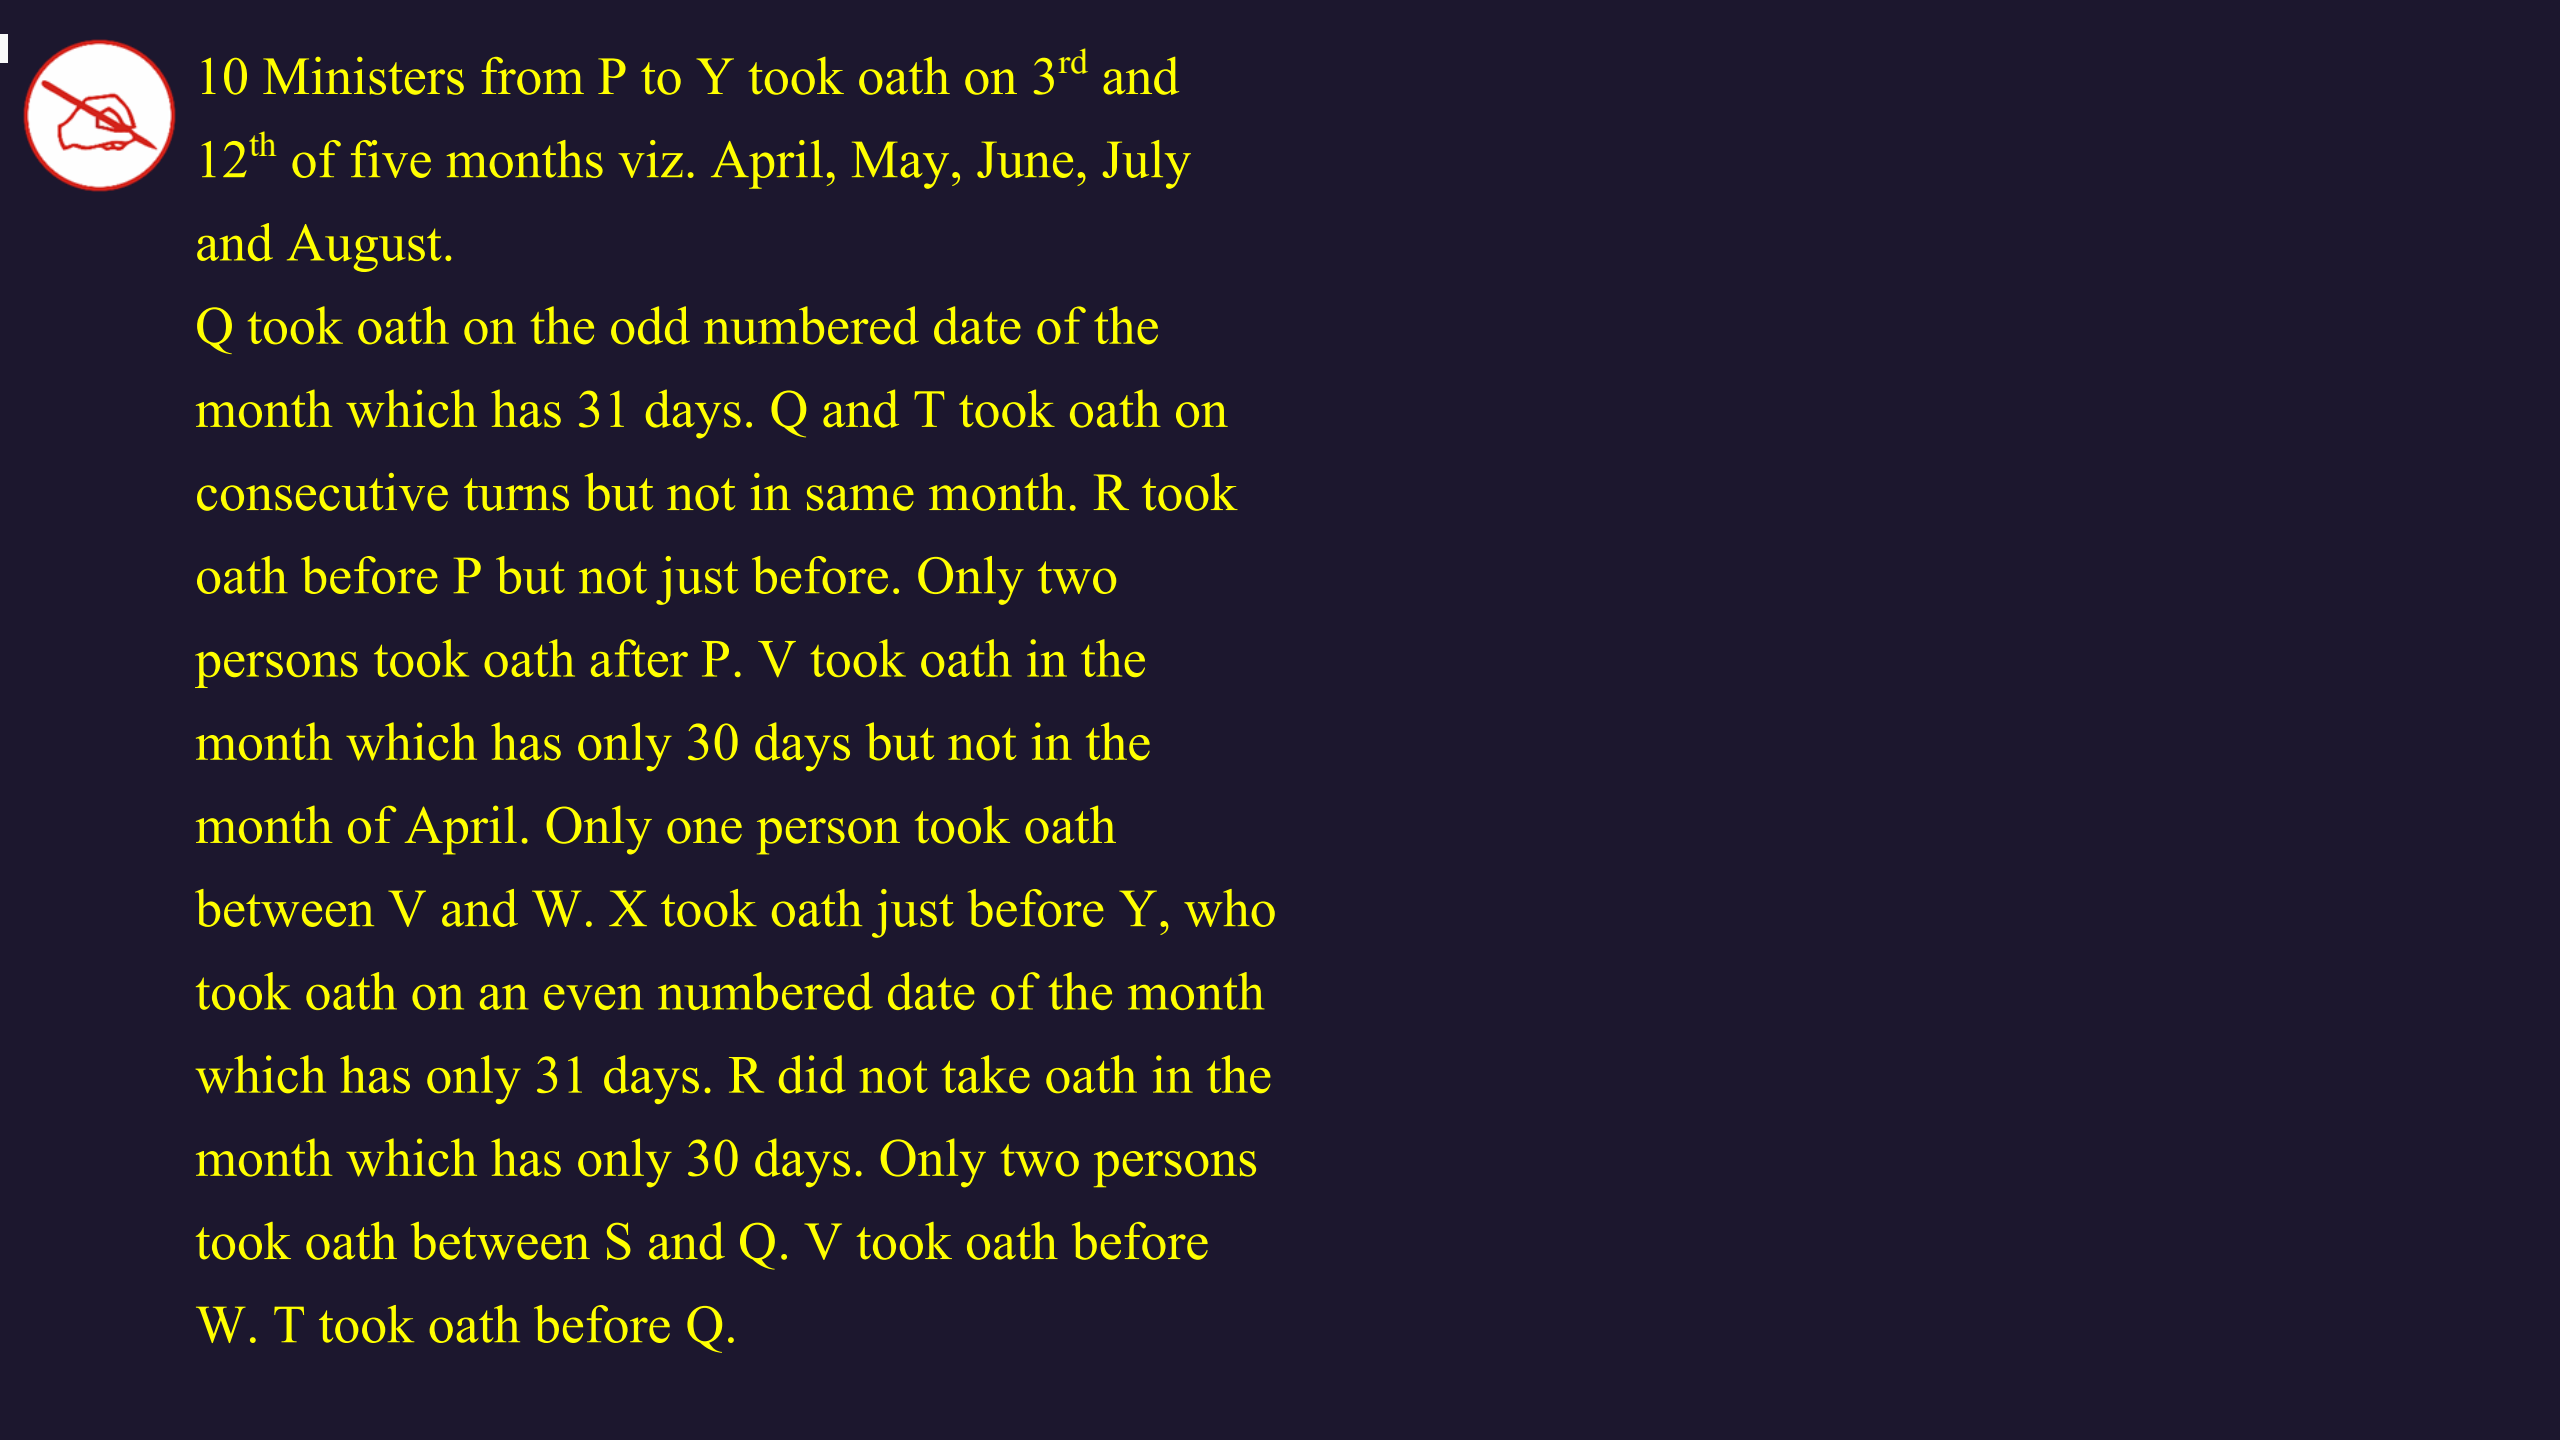 10 Ministers from P to Y took oath on 3rd and
12th of five months viz. April, May, June, July
and August.
Q took oath on the odd numbered date of the
month which has 31 days. Q and T took oath on
consecutive turns but not in same month. R took
oath before P but not just before. Only two
persons took oath after P. V took oath in the
month which has only 30 days but not in the
month of April. Only one person took oath
between V and W. X took oath just before Y, who
took oath on an even numbered date of the month
which has only 31 days. R did not take oath in the
month which has only 30 days. Only two persons
took oath between S and Q. V took oath before
W. T took oath before Q.